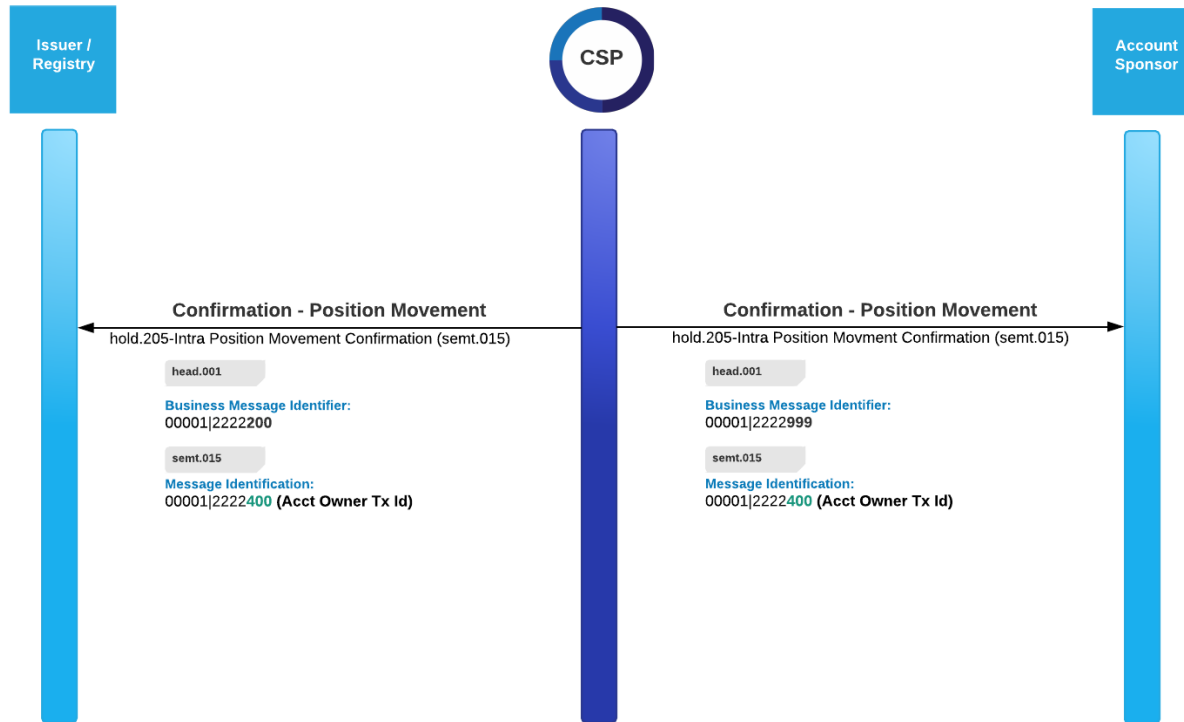 Issuer /
Registry
CSP
Account
Sponsor
Confirmation - Position Movement
hold.205-Intra Position Movement Confirmation (semt.015)
head.001
Business Message Identifier:
00001|2222200
semt.015
Message Identification:
00001|2222400 (Acct Owner Tx Id)
Confirmation - Position Movement
hold.205-Intra Position Movment Confirmation (semt.015)
head.001
Business Message Identifier:
00001|2222999
semt.015
Message Identification:
00001|2222400 (Acct Owner Tx Id)